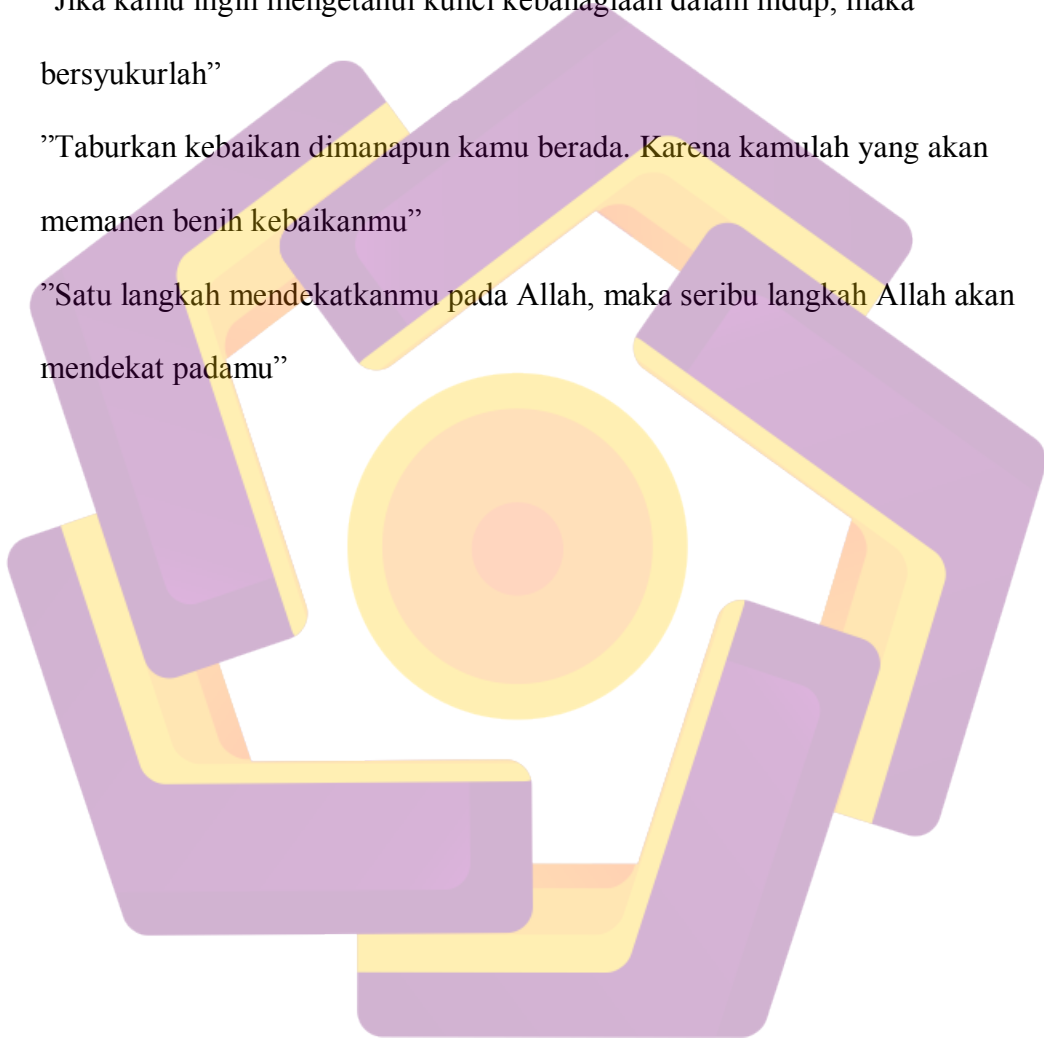 ”Jika kamu ingin mengetahui kunci kebahagiaan dalam hidup, maka
bersyukurlah”
”Taburkan kebaikan dimanapun kamu berada. Karena kamulah yang akan
memanen benih kebaikanmu”
”Satu langkah mendekatkanmu pada Allah, maka seribu langkah Allah akan
mendekat padamu”